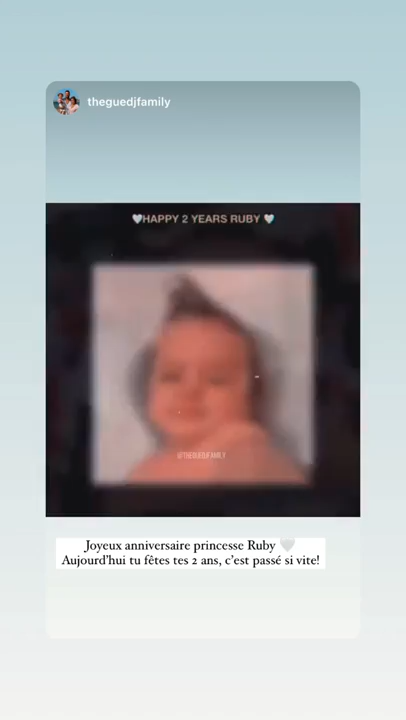 theguedjfamily
🤍HAPPY 2 YEARS RUBY 🤍
@THEGUEDJFAMILY
Joyeux anniversaire princesse Ruby 🤍
Aujourd'hui tu fêtes tes 2 ans, c'est passé si vite!